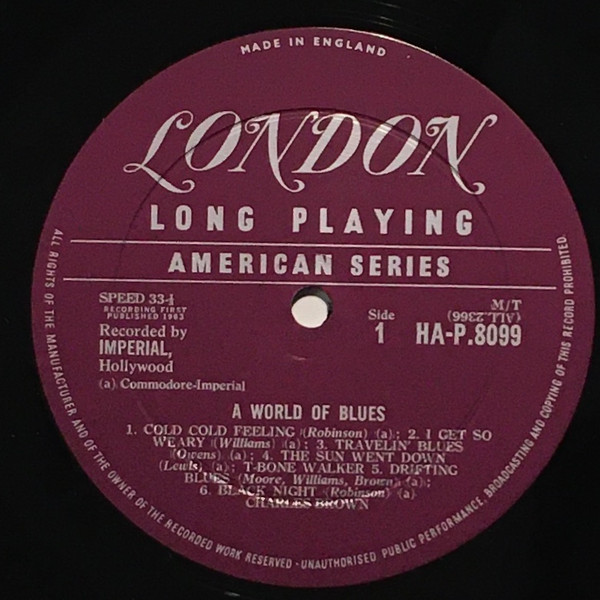 MADE IN ENGLAND
LONDON
LONG PLAYING
AMERICAN SERIES
SPEED 33⅓
RECORDING FIRST
PUBLISHED 1963
Recorded by
IMPERIAL,
Hollywood
(a) Commodore-Imperial
M/T
(ALL.2366)
Side
1
HA-P.8099
A WORLD OF BLUES
1. COLD COLD FEELING (Robinson) (a); 2. I GET SO
WEARY (Williams) (a); 3. TRAVELIN' BLUES
(Owens) (a); 4. THE SUN WENT DOWN
(Lewis) (a); T-BONE WALKER 5. DRIFTING
BLUES (Moore, Williams, Brown) (a);
6. BLACK NIGHT (Robinson) (a)
CHARLES BROWN
ALL RIGHTS OF THE MANUFACTURER AND OF THE OWNER OF THE RECORDED WORK RESERVED · UNAUTHORISED PUBLIC PERFORMANCE, BROADCASTING AND COPYING OF THIS RECORD PROHIBITED